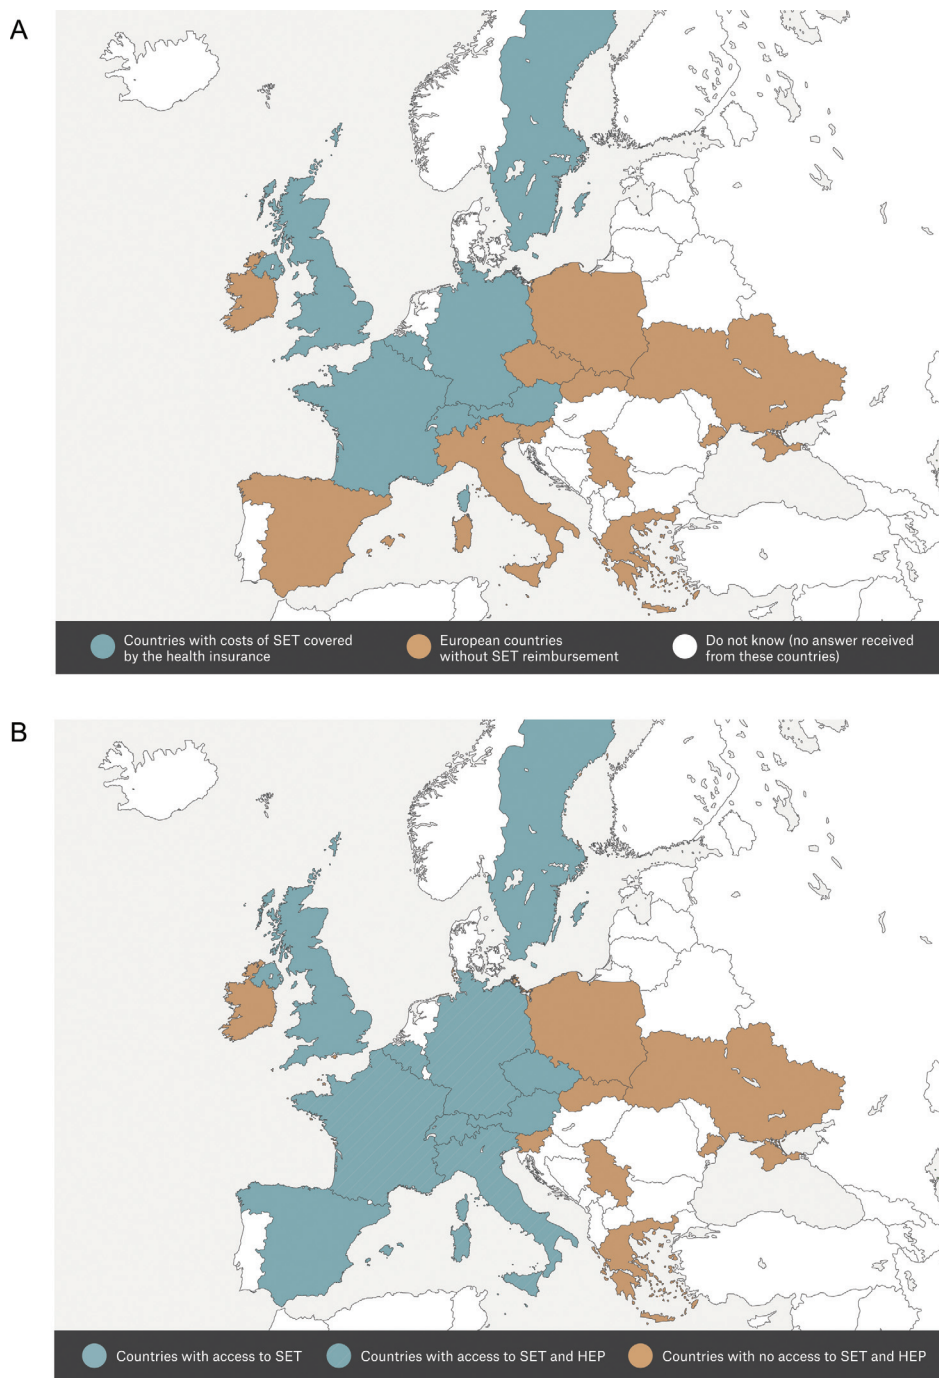 A
Countries with costs of SET covered
by the health insurance
European countries
without SET reimbursement
Do not know (no answer received
from these countries)
B
Countries with access to SET
Countries with access to SET and HEP
Countries with no access to SET and HEP